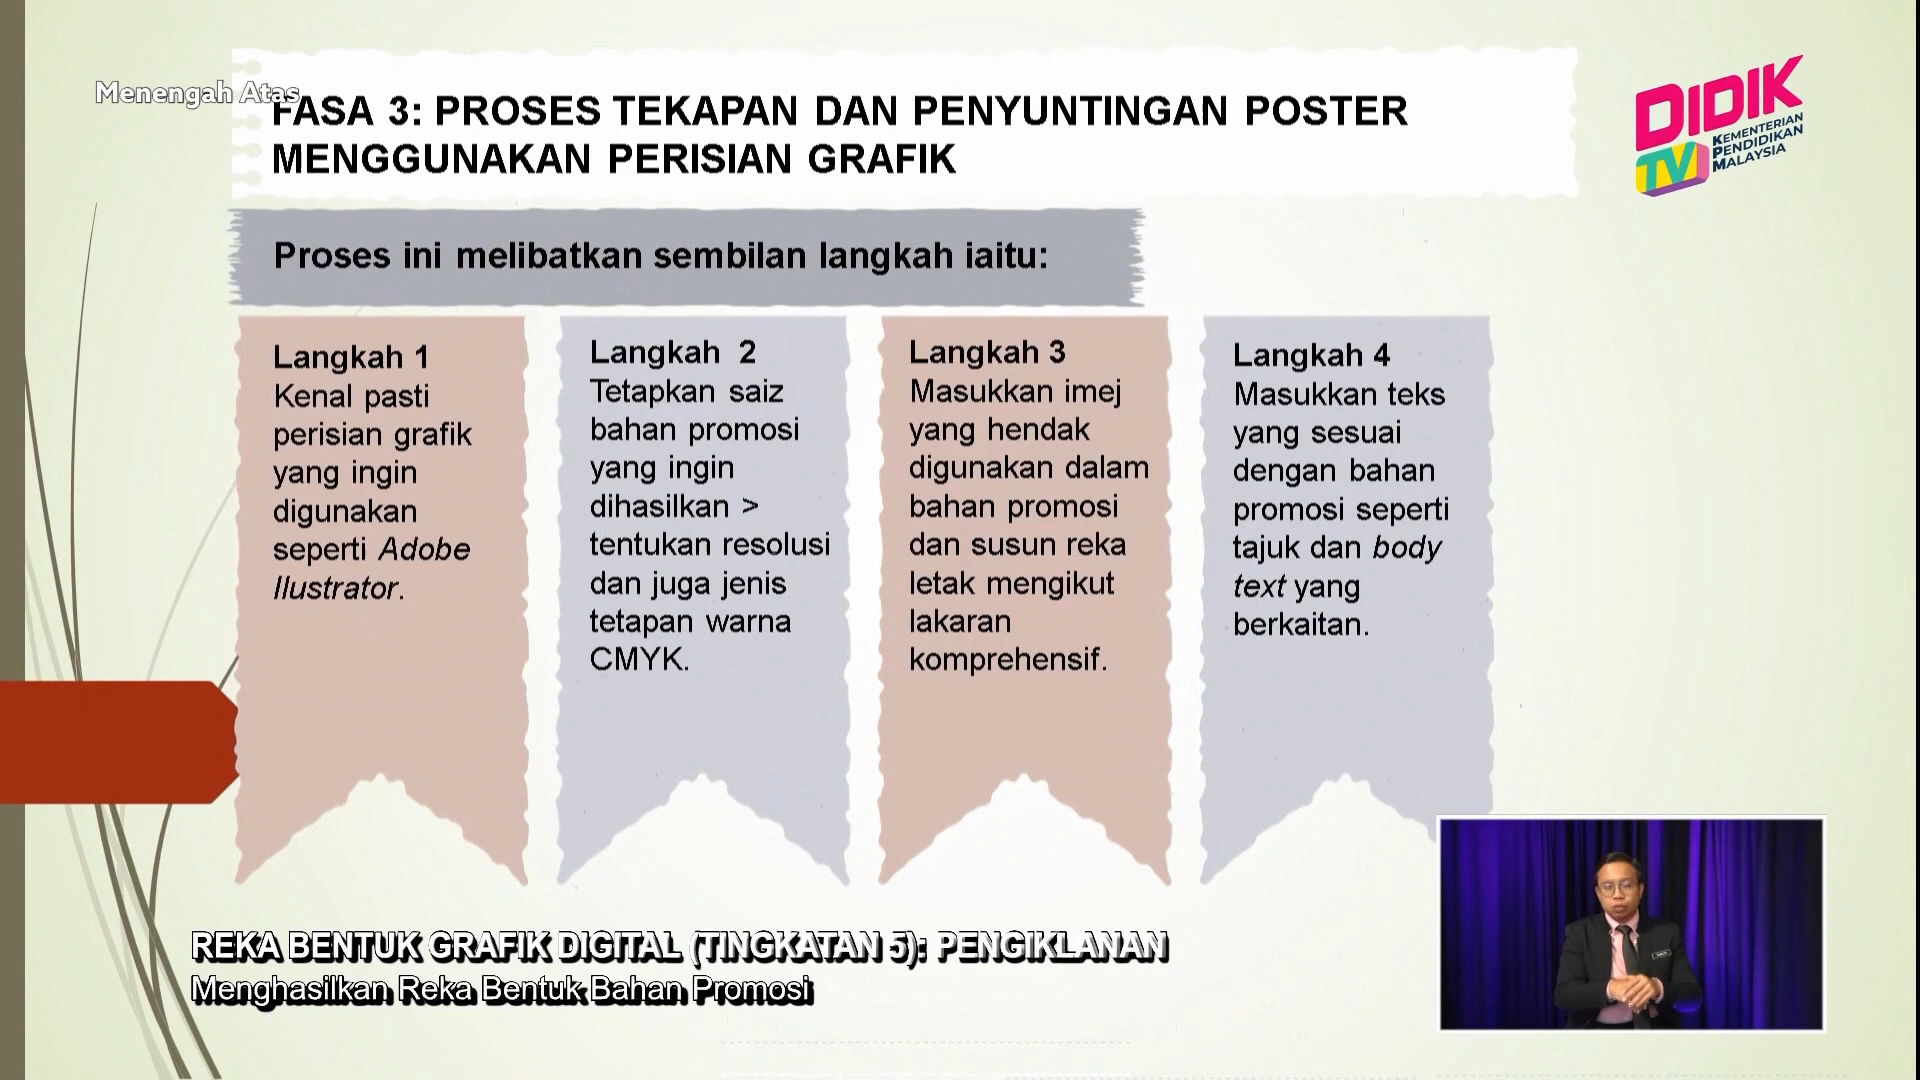 Menengah Atas
FASA 3: PROSES TEKAPAN DAN PENYUNTINGAN POSTER
MENGGUNAKAN PERISIAN GRAFIK
DIDIK
TV
KEMENTERIAN
PENDIDIKAN
MALAYSIA
Proses ini melibatkan sembilan langkah iaitu:
Langkah 1
Kenal pasti
perisian grafik
yang ingin
digunakan
seperti Adobe
Ilustrator.
Langkah 2
Tetapkan saiz
bahan promosi
yang ingin
dihasilkan >
tentukan resolusi
dan juga jenis
tetapan warna
CMYK.
Langkah 3
Masukkan imej
yang hendak
digunakan dalam
bahan promosi
dan susun reka
letak mengikut
lakaran
komprehensif.
Langkah 4
Masukkan teks
yang sesuai
dengan bahan
promosi seperti
tajuk dan body
text yang
berkaitan.
REKA BENTUK GRAFIK DIGITAL (TINGKATAN 5): PENGIKLANAN
Menghasilkan Reka Bentuk Bahan Promosi